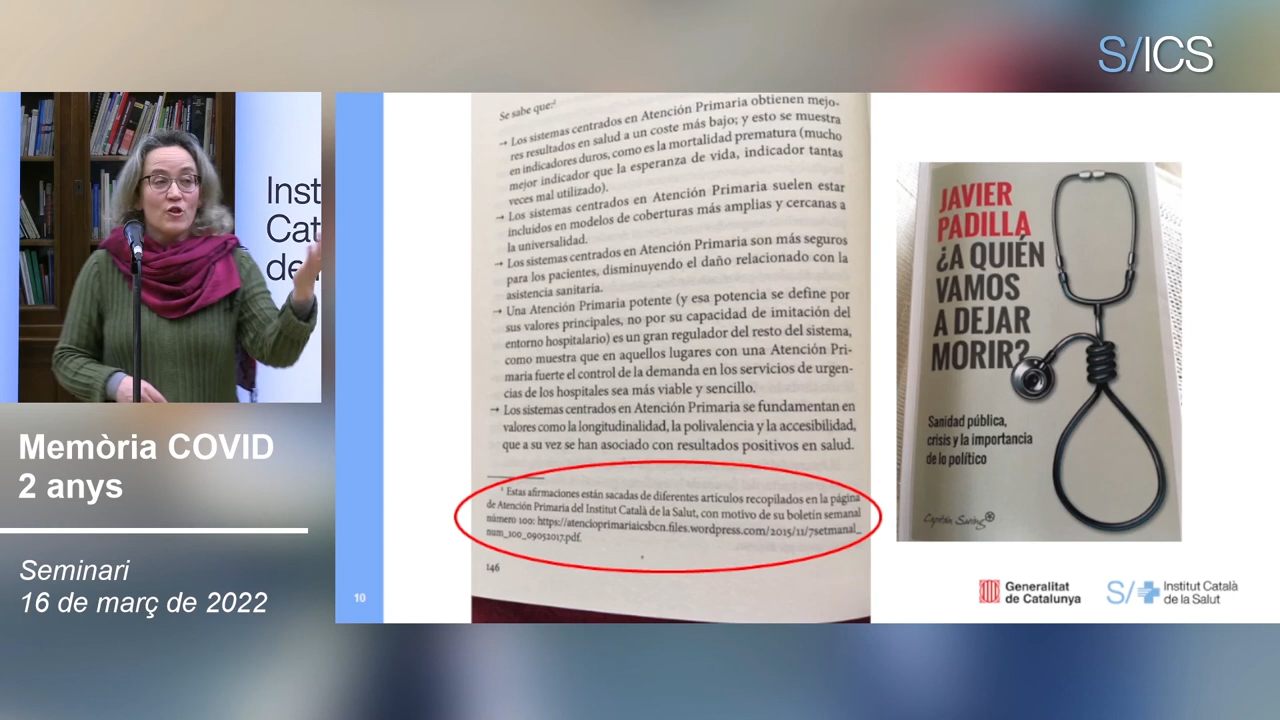 S/ICS
Inst
Cat
de
Memòria COVID
2 anys
Seminari
16 de març de 2022
Se sabe que:
→ Los sistemas centrados en Atención Primaria obtienen mejo-
res resultados en salud a un coste más bajo; y esto se muestra
en indicadores duros, como es la mortalidad prematura (mucho
mejor indicador que la esperanza de vida, indicador tantas
veces mal utilizado).
→ Los sistemas centrados en Atención Primaria suelen estar
incluidos en modelos de coberturas más amplias y cercanas a
la universalidad.
→ Los sistemas centrados en Atención Primaria son más seguros
para los pacientes, disminuyendo el daño relacionado con la
asistencia sanitaria.
→ Una Atención Primaria potente (y esa potencia se define por
sus valores principales, no por su capacidad de imitación del
entorno hospitalario) es un gran regulador del resto del sistema,
como muestra que en aquellos lugares con una Atención Pri-
maria fuerte el control de la demanda en los servicios de urgen-
cias de los hospitales sea más viable y sencillo.
→ Los sistemas centrados en Atención Primaria se fundamentan en
valores como la longitudinalidad, la polivalencia y la accesibilidad,
que a su vez se han asociado con resultados positivos en salud.
Estas afirmaciones están sacadas de diferentes artículos recopilados en la página
de Atención Primaria del Institut Català de la Salut, con motivo de su boletín semanal
número 100: https://atencioprimariaicsbcn.files.wordpress.com/2015/11/7setmanal_
num_100_09052017.pdf.
146
10
JAVIER
PADILLA
¿A QUIÉN
VAMOS
A DEJAR
MORIR?
Sanidad pública,
crisis y la importancia
de lo político
Capitán Swing
Generalitat
de Catalunya
S/
Institut Català
de la Salut